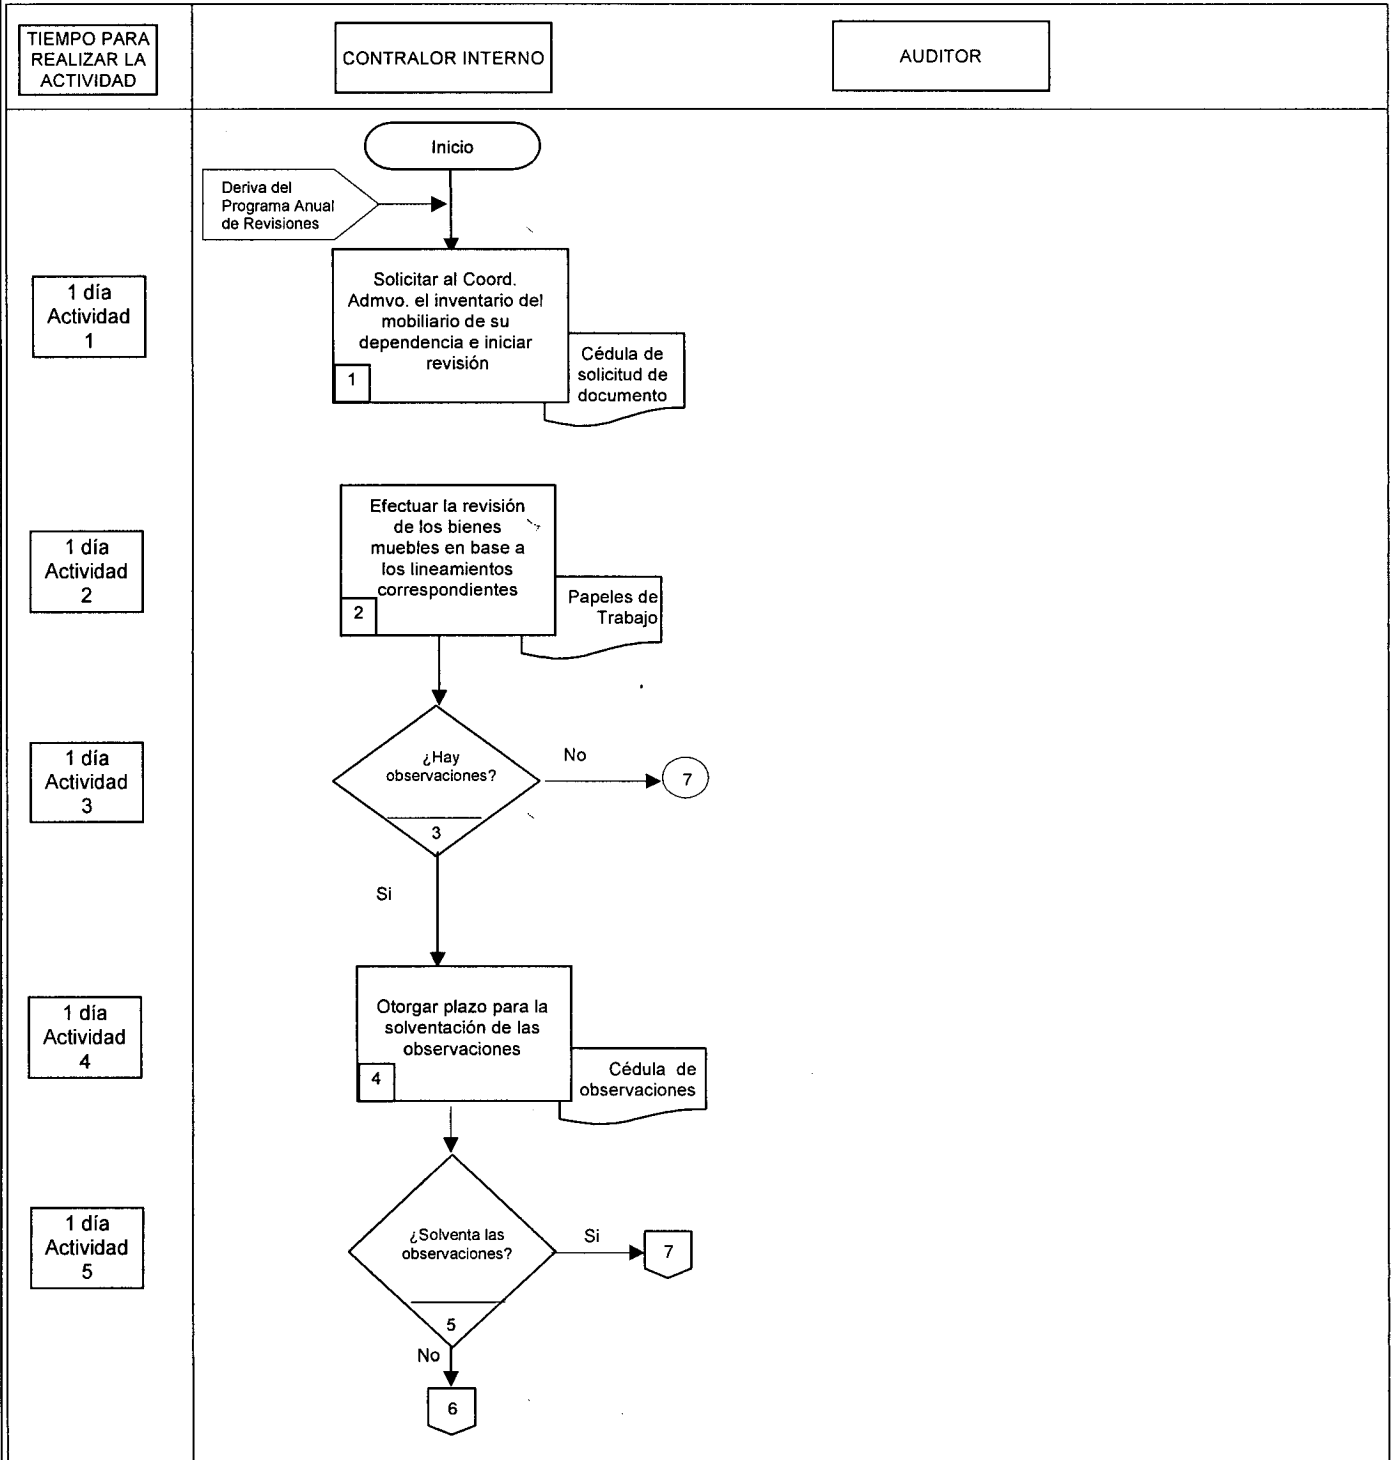 TIEMPO PARA
REALIZAR LA
ACTIVIDAD
CONTRALOR INTERNO
AUDITOR
Inicio
Deriva del
Programa Anual
de Revisiones
1 día
Actividad
1
Solicitar al Coord.
Admvo. el inventario del
mobiliario de su
dependencia e iniciar
revisión
1
Cédula de
solicitud de
documento
1 día
Actividad
2
Efectuar la revisión
de los bienes
muebles en base a
los lineamientos
correspondientes
2
Papeles de
Trabajo
1 día
Actividad
3
¿Hay
observaciones?
3
No
7
Si
1 día
Actividad
4
Otorgar plazo para la
solventación de las
observaciones
4
Cédula de
observaciones
1 día
Actividad
5
¿Solventa las
observaciones?
5
Si
7
No
6